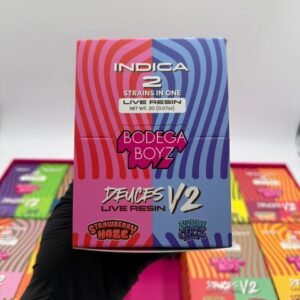 INDICA
2
STRAINS IN ONE
LIVE RESIN
NET WT. 2G (0.07oz)
BODEGA
BOYZ
DEUCES V2
LIVE RESIN
STRAWBERRY
HAZE